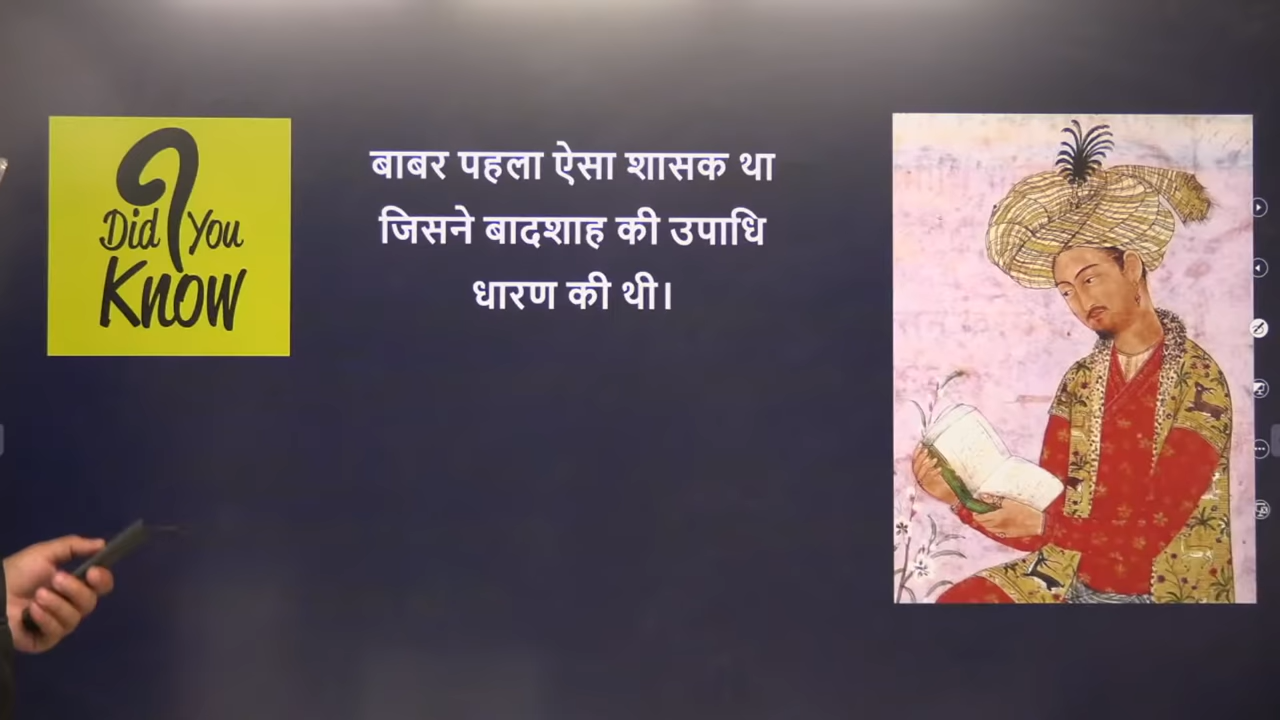 Did You
Know
बाबर पहला ऐसा शासक था
जिसने बादशाह की उपाधि
धारण की थी।